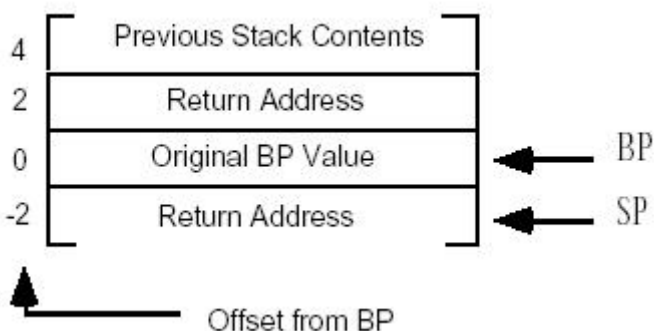 4 Previous Stack Contents
2 Return Address
0 Original BP Value BP
-2 Return Address SP
Offset from BP